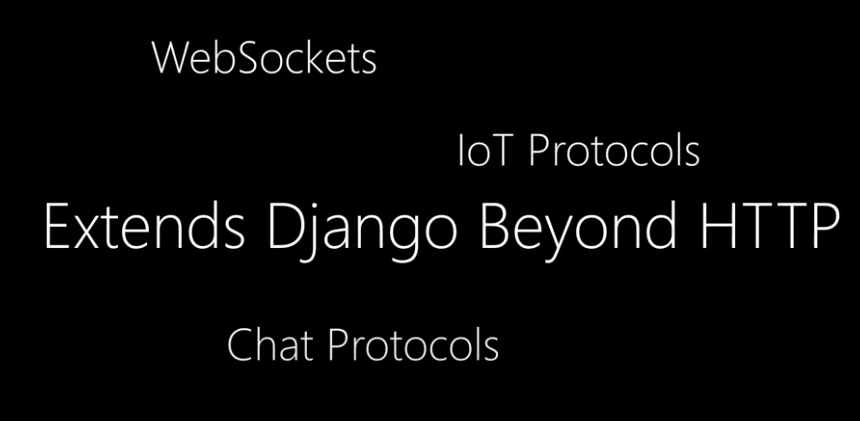 WebSockets
IoT Protocols
Extends Django Beyond HTTP
Chat Protocols